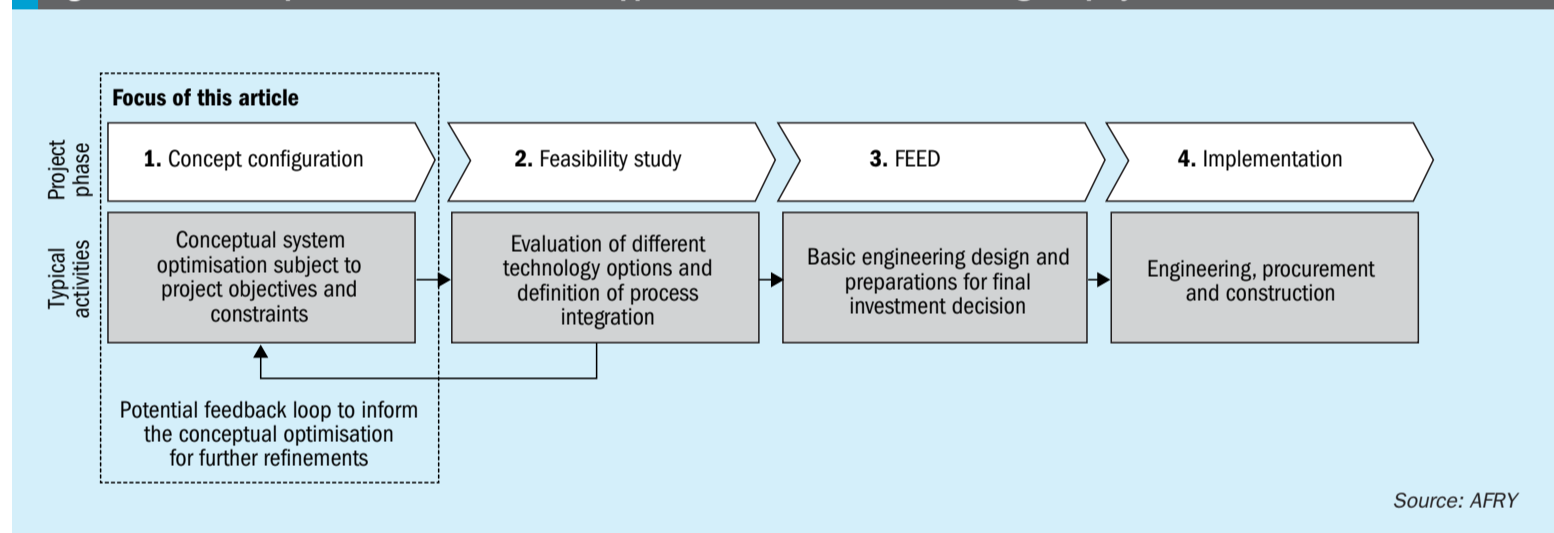 Focus of this article
Project
phase
1. Concept configuration
2. Feasibility study
3. FEED
4. Implementation
Typical
activities
Conceptual system
optimisation subject to
project objectives and
constraints
Evaluation of different
technology options and
definition of process
integration
Basic engineering design and
preparations for final
investment decision
Engineering, procurement
and construction
Potential feedback loop to inform
the conceptual optimisation
for further refinements
Source: AFRY